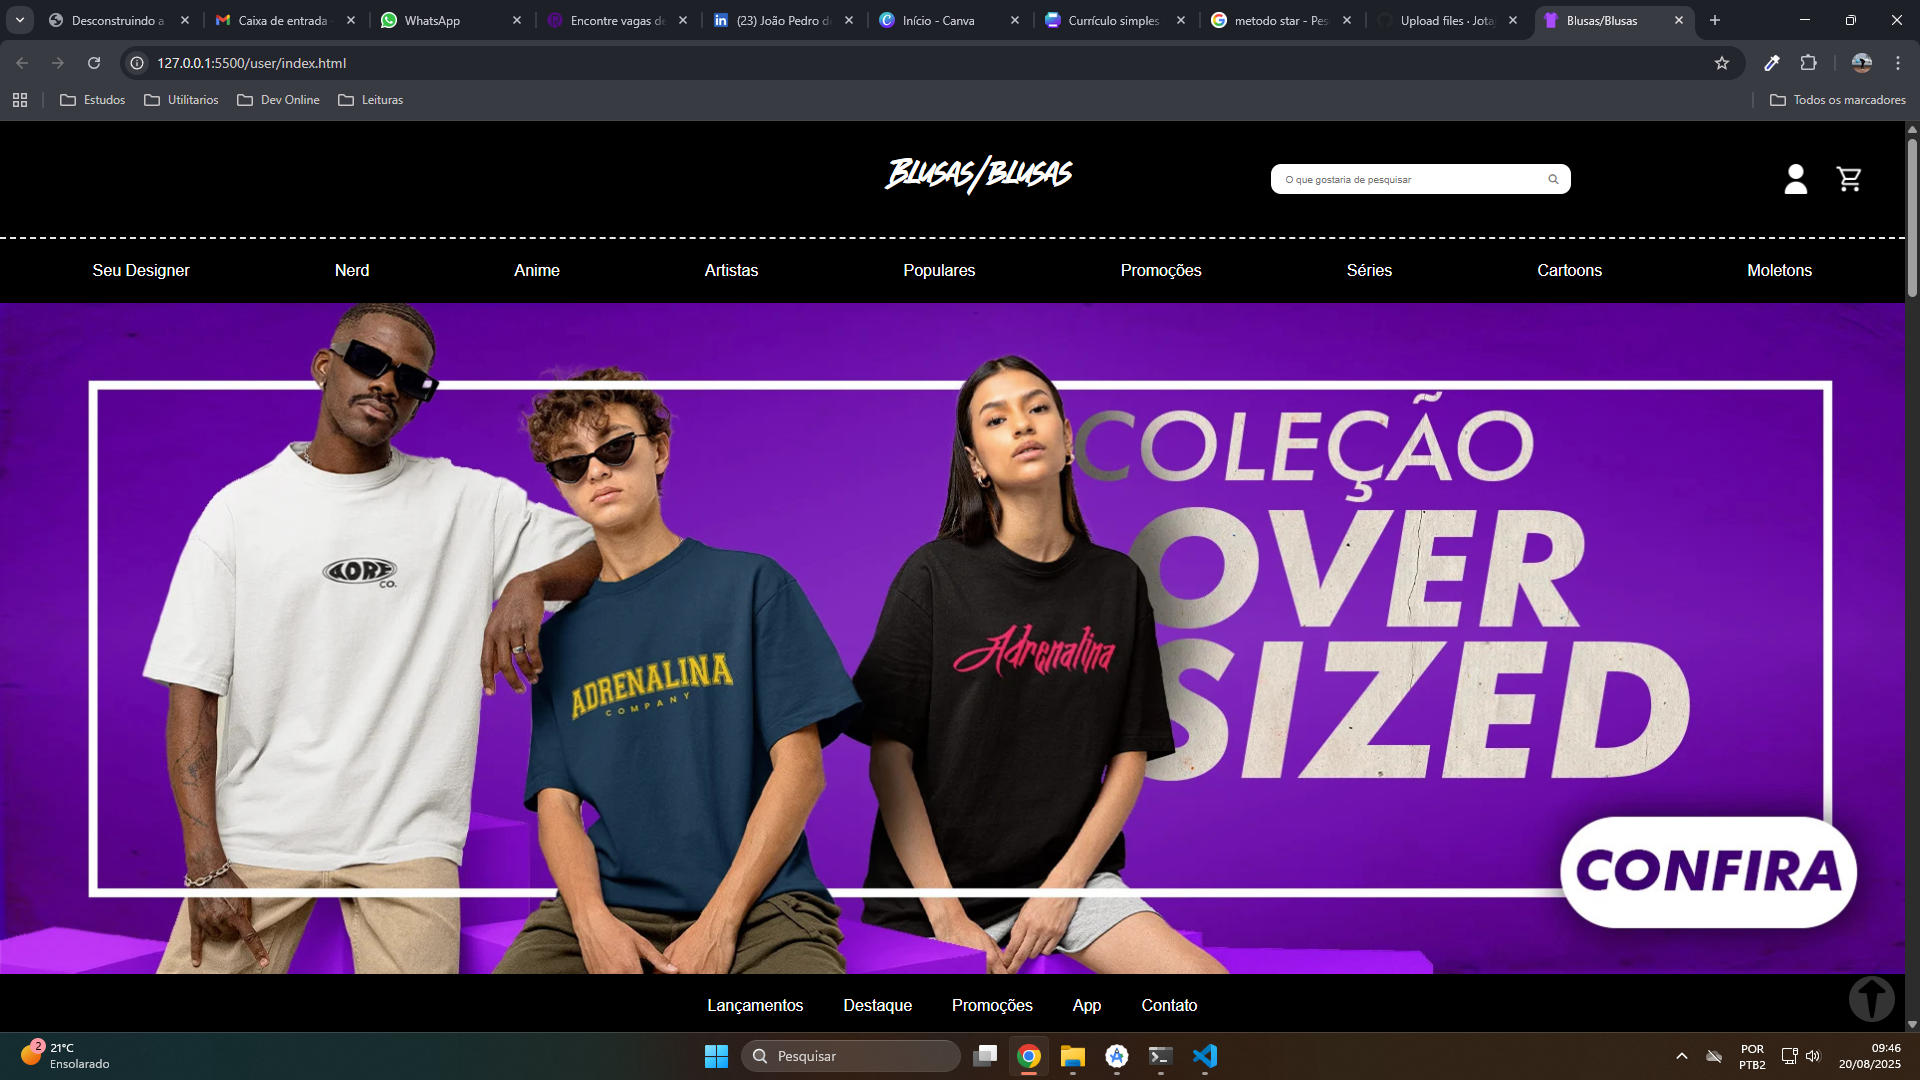 Desconstruindo a
Caixa de entrada
WhatsApp
Encontre vagas de
(23) João Pedro d
Início - Canva
Currículo simples
metodo star - Pes
Upload files · Jota
Blusas/Blusas
127.0.0.1:5500/user/index.html
Estudos
Utilitarios
Dev Online
Leituras
Todos os marcadores
BLUSAS/BLUSAS
O que gostaria de pesquisar
Seu Designer
Nerd
Anime
Artistas
Populares
Promoções
Séries
Cartoons
Moletons
COLEÇÃO
OVER
SIZED
CO.
ADRENALINA
COMPANY
Adrenalina
CONFIRA
Lançamentos
Destaque
Promoções
App
Contato
2
21°C
Ensolarado
Pesquisar
POR
PTB2
09:46
20/08/2025